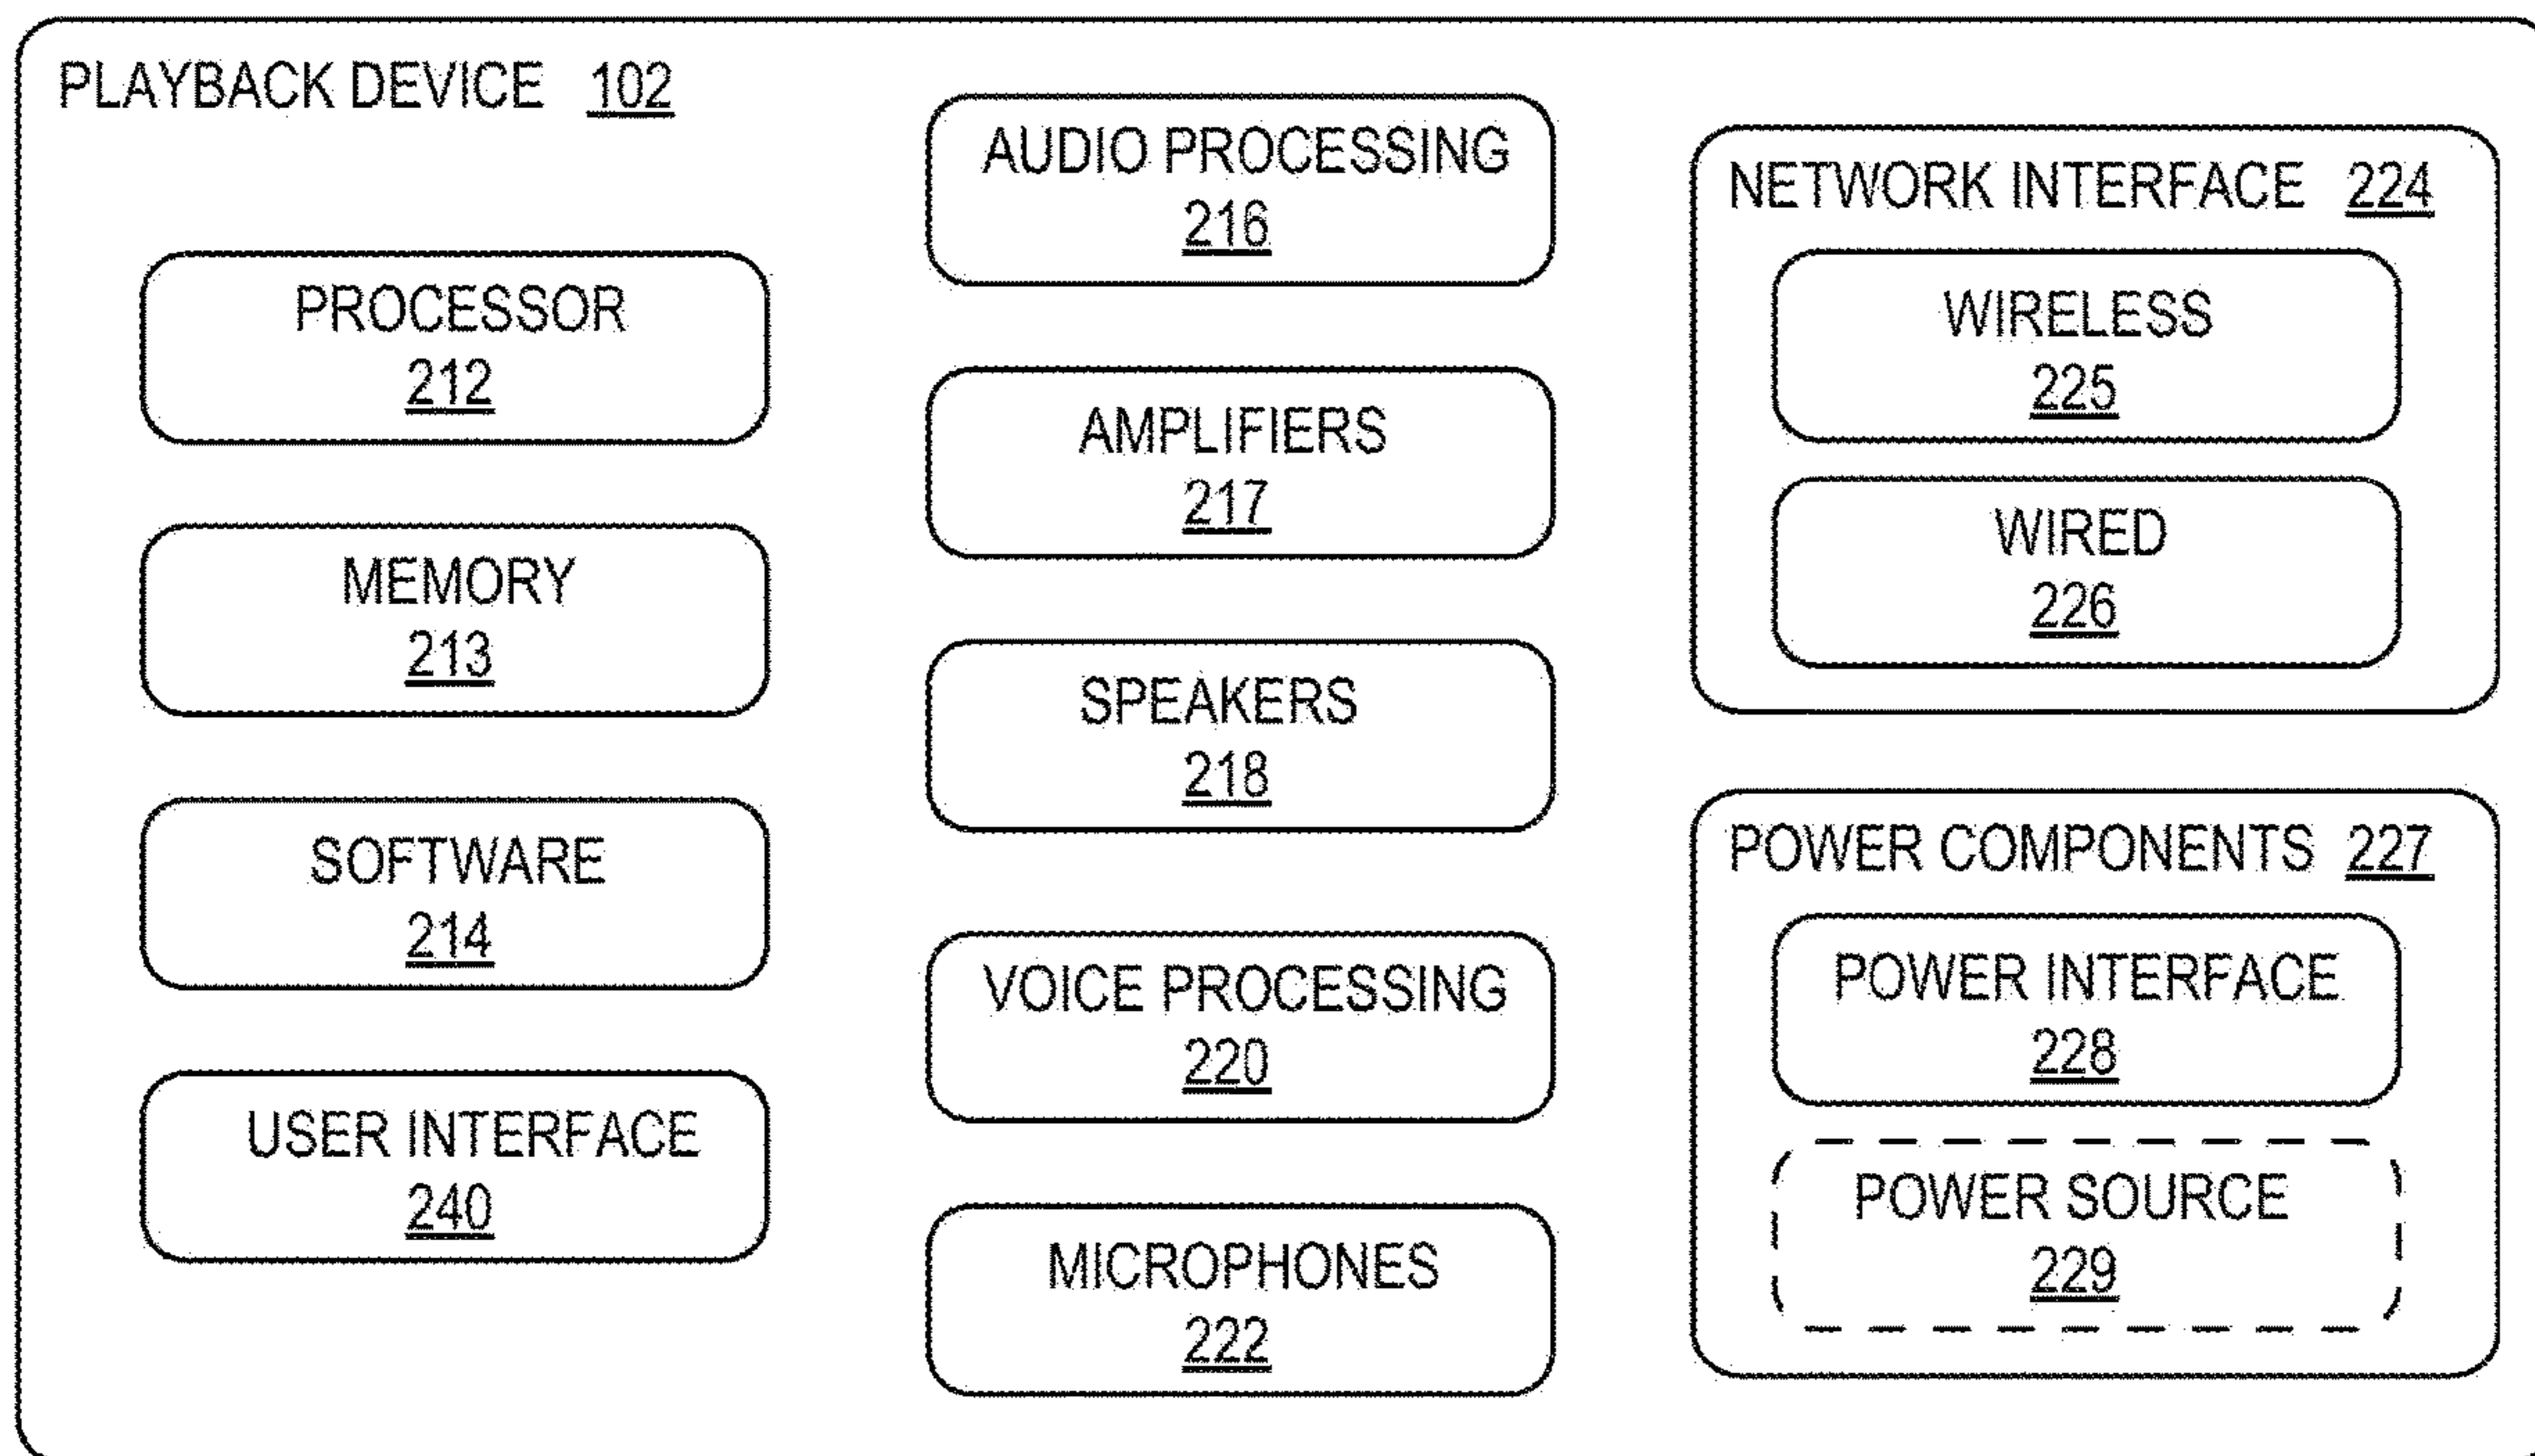 PLAYBACK DEVICE 102
PROCESSOR
212
MEMORY
213
SOFTWARE
214
USER INTERFACE
240
AUDIO PROCESSING
216
AMPLIFIERS
217
SPEAKERS
218
VOICE PROCESSING
220
MICROPHONES
222
NETWORK INTERFACE 224
WIRELESS
225
WIRED
226
POWER COMPONENTS 227
POWER INTERFACE
228
POWER SOURCE
229